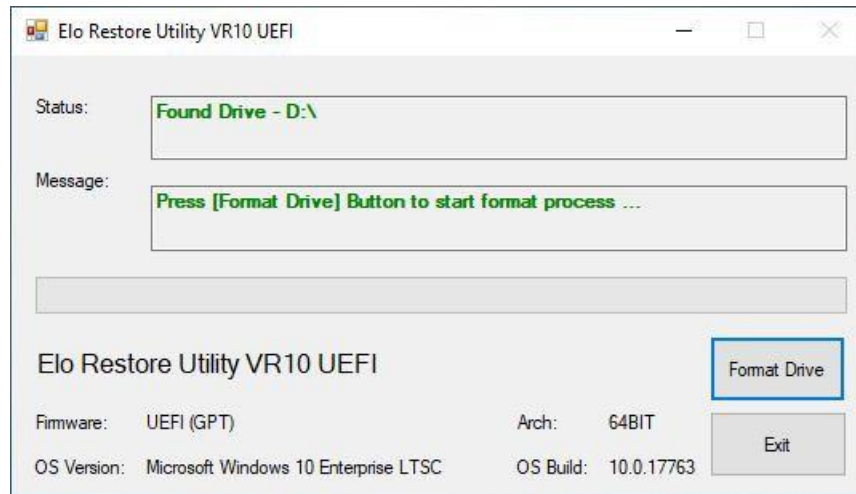 Elo Restore Utility VR10 UEFI
Status:
Found Drive - D:\
Message:
Press [Format Drive] Button to start format process ...
Elo Restore Utility VR10 UEFI
Format Drive
Firmware: UEFI (GPT) Arch: 64BIT
Exit
OS Version: Microsoft Windows 10 Enterprise LTSC OS Build: 10.0.17763